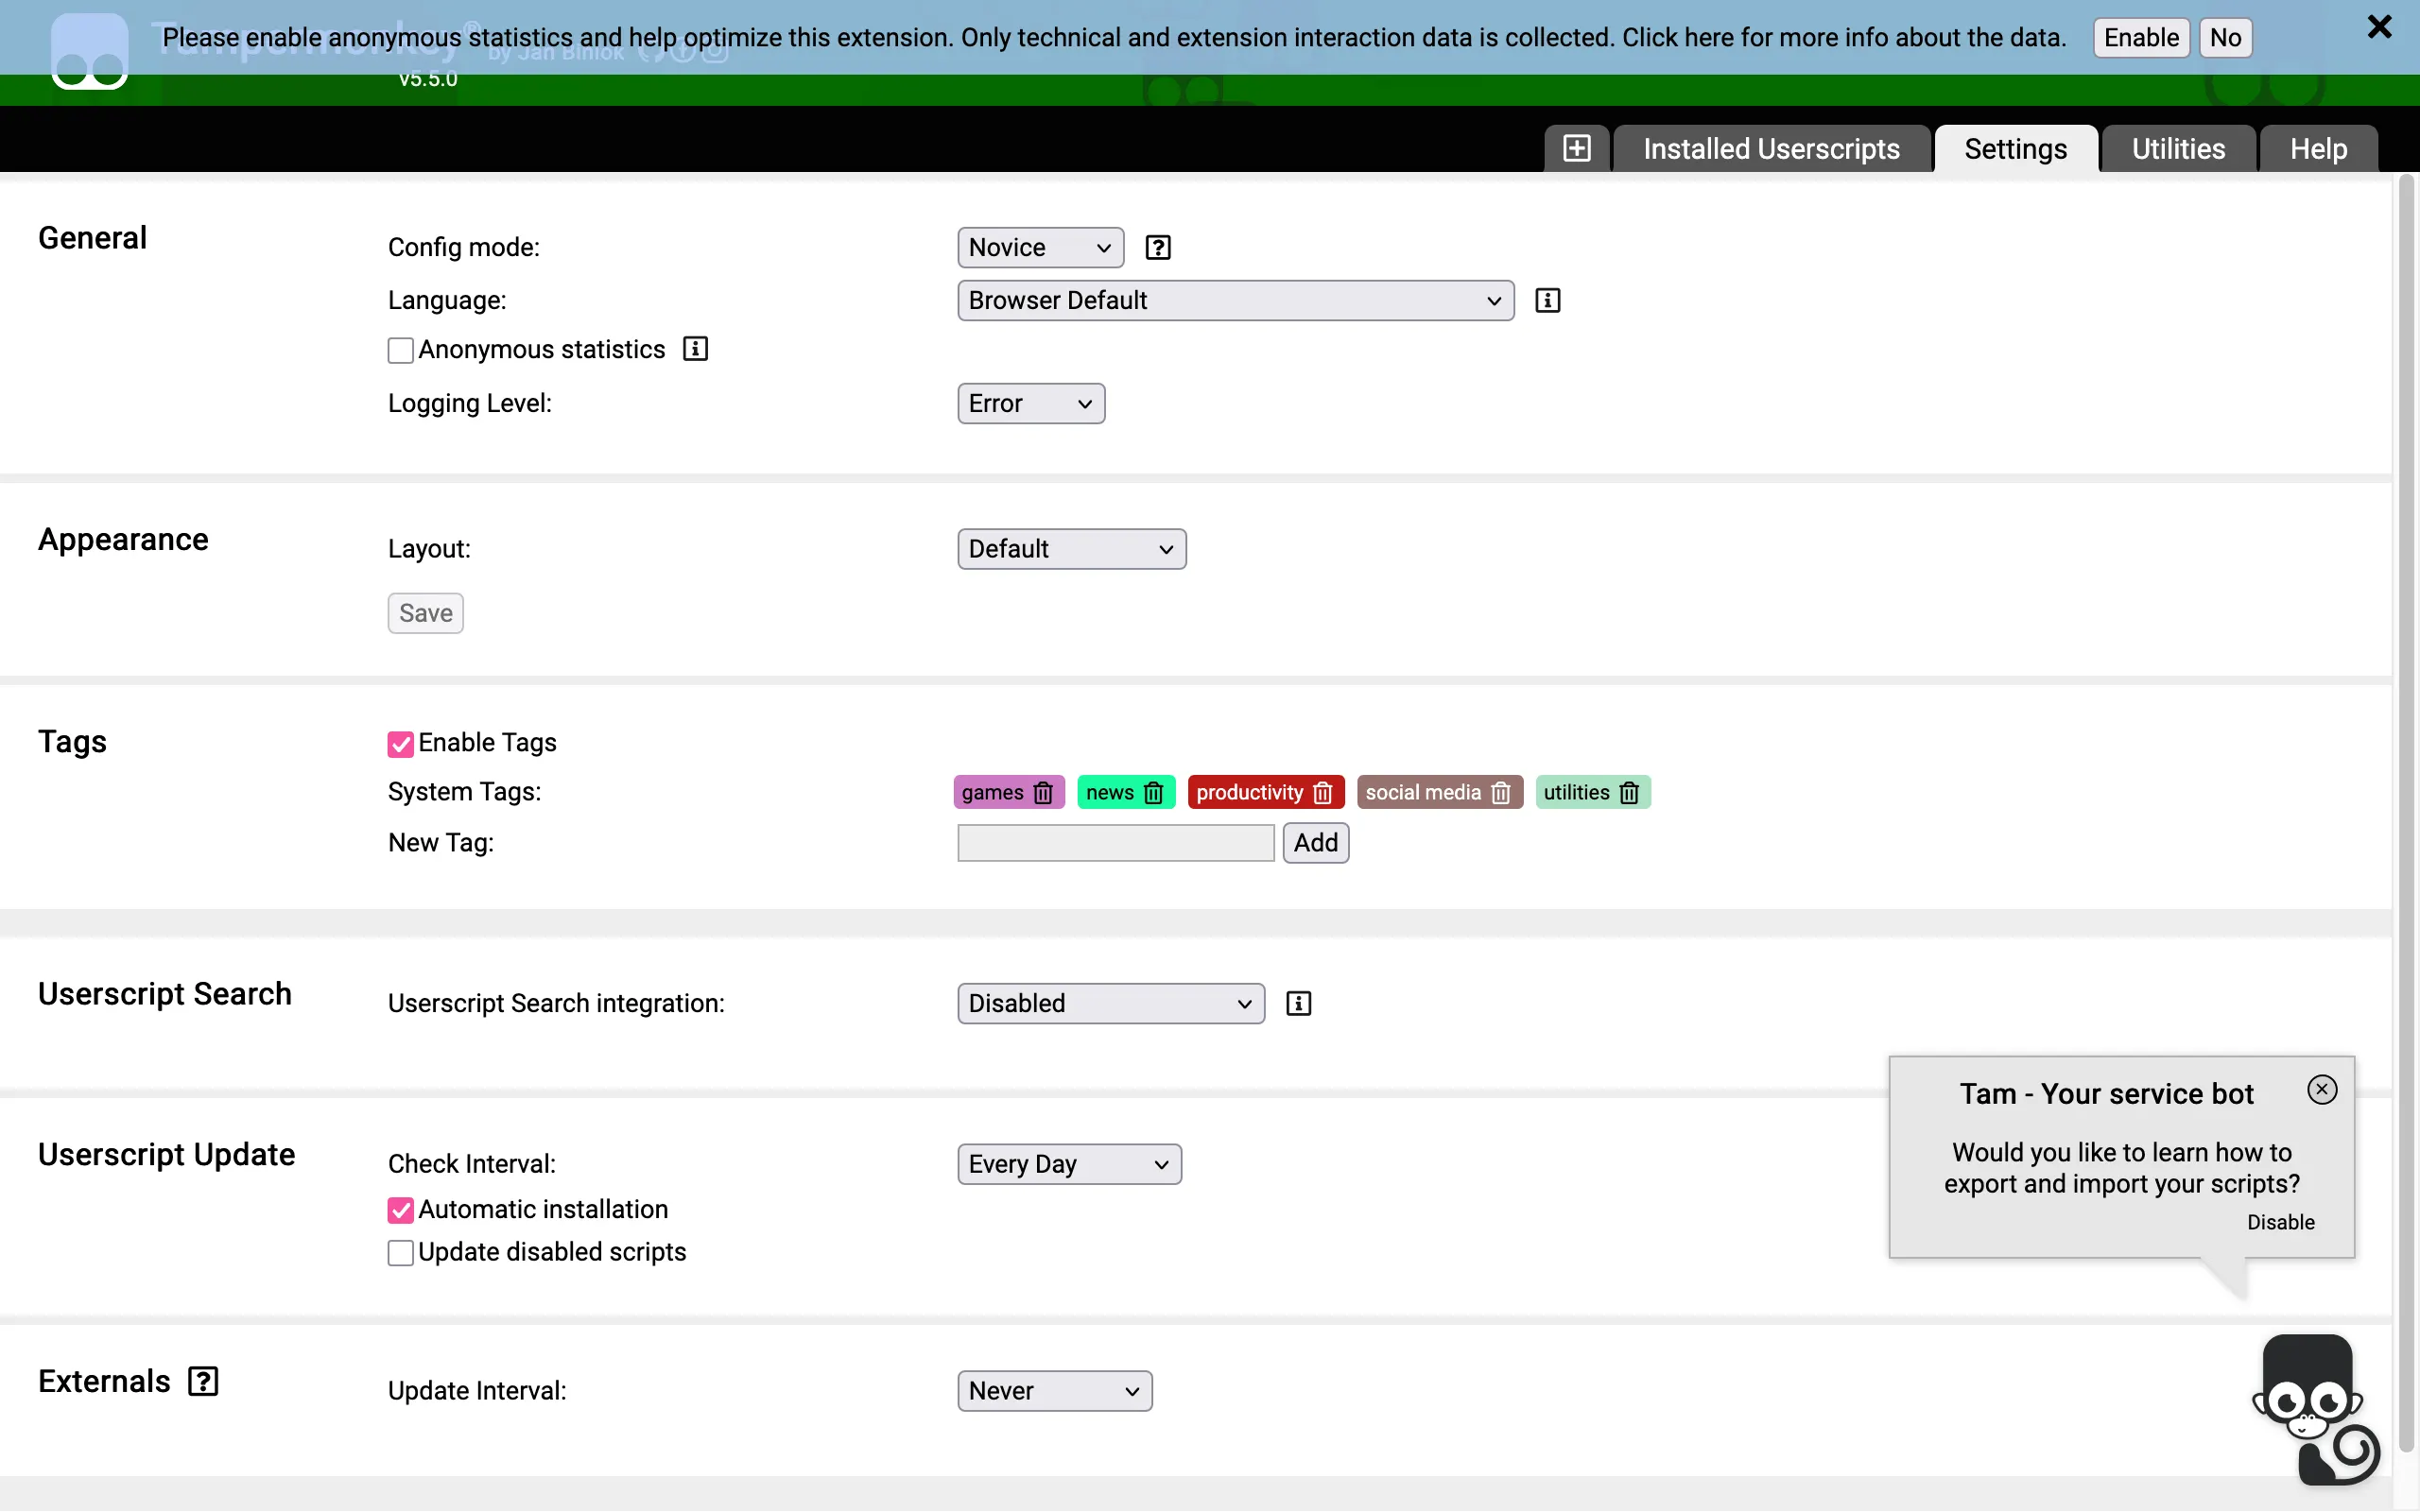 Tampermonkey® by Jan Biniok
Please enable anonymous statistics and help optimize this extension. Only technical and extension interaction data is collected. Click here for more info about the data. Enable No
v5.5.0
Installed Userscripts Settings Utilities Help
General
Config mode: Novice
Language: Browser Default
Anonymous statistics
Logging Level: Error
Appearance
Layout: Default
Save
Tags
Enable Tags
System Tags: games news productivity social media utilities
New Tag: Add
Userscript Search
Userscript Search integration: Disabled
Userscript Update
Check Interval: Every Day
Automatic installation
Update disabled scripts
Tam - Your service bot
Would you like to learn how to
export and import your scripts?
Disable
Externals
Update Interval: Never